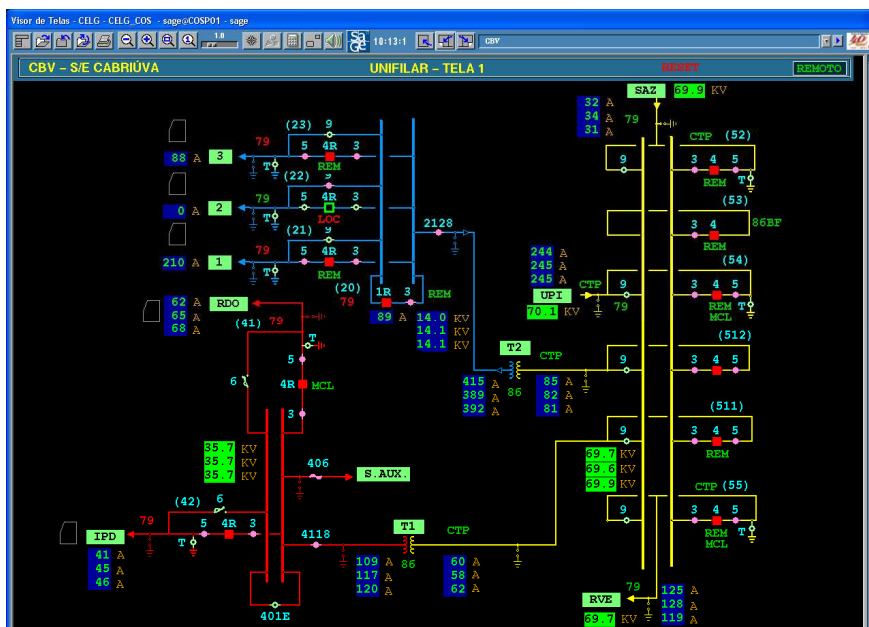 Visor de Telas - CELG - CELG_COS - sage@COSP01 - sage
1.0 SAGE 10:13:1 CBV
CBV – S/E CABRIÚVA UNIFILAR – TELA 1 RESET REMOTO
SAZ 69.9 KV
32 A
34 A
31 A
79
CTP (52)
9 3 4 5
REM T
(53)
86BF
3 4
REM
(54)
UPI CTP
244 A
245 A
245 A
70.1 KV
79
9 3 4 5
REM T
MCL
(512)
9 3 4 5
(511)
9 3 4 5
REM
69.7 KV
69.6 KV
69.9 KV
CTP (55)
9 3 4 5
REM T
MCL
79
RVE
69.7 KV
125 A
128 A
119 A
(23) 9
79
88 A 3 5 4R 3
T REM
(22) 9
79
0 A 2 5 4R 3
T LOC
(21) 9
79
210 A 1 5 4R 3
T REM
2128
(20) 1R 3 REM
79
89 A
14.0 KV
14.1 KV
14.1 KV
T2 CTP
86
415 A
389 A
392 A
85 A
82 A
81 A
62 A
65 A
68 A
RDO
(41) 79
T
5
6 4R MCL
3
35.7 KV
35.7 KV
35.7 KV
406
S.AUX.
(42) 6
79
IPD 5 4R 3
T
41 A
45 A
46 A
4118
T1 CTP
86
109 A
117 A
120 A
60 A
58 A
62 A
401E